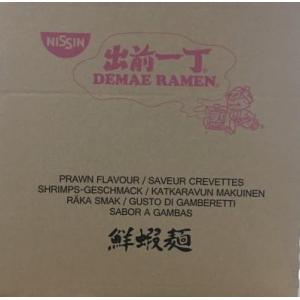 NISSIN
出前一丁
DEMAE RAMEN
PRAWN FLAVOUR / SAVEUR CREVETTES
SHRIMPS-GESCHMACK / KATKARAVUN MAKUINEN
RÄKA SMAK / GUSTO DI GAMBERETTI
SABOR A GAMBAS
鮮蝦麵